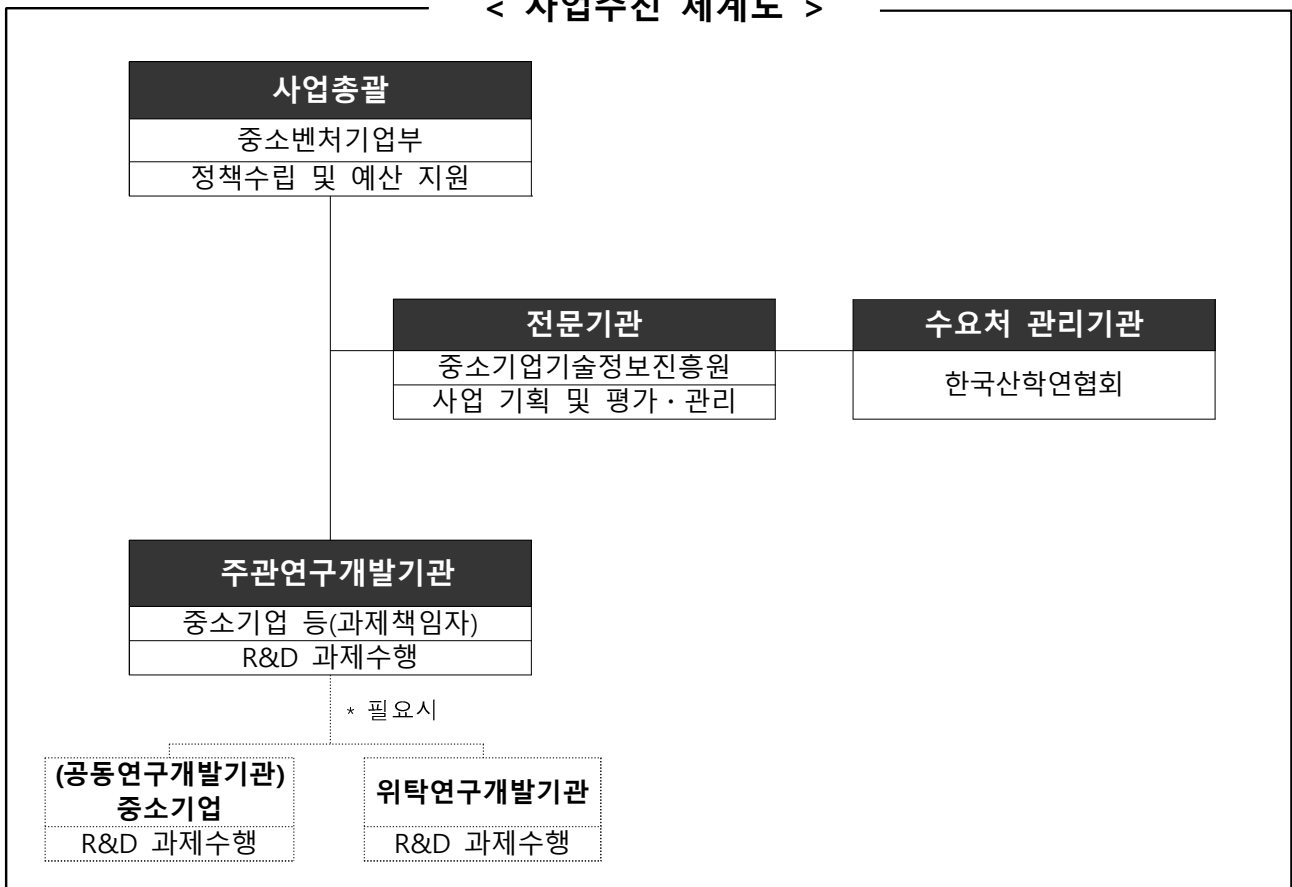 < 사업추진 체계도 >
사업총괄
중소벤처기업부
정책수립 및 예산 지원
전문기관
중소기업기술정보진흥원
사업 기획 및 평가·관리
수요처 관리기관
한국산학연협회
주관연구개발기관
중소기업 등(과제책임자)
R&D 과제수행
* 필요시
(공동연구개발기관)
중소기업
R&D 과제수행
위탁연구개발기관
R&D 과제수행